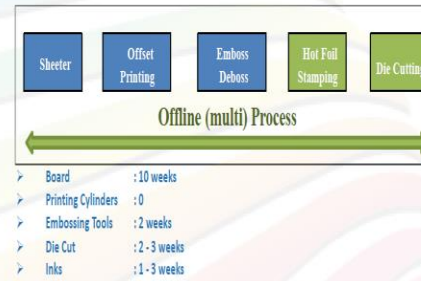 Sheeter
Offset
Printing
Emboss
Deboss
Hot Foil
Stamping
Die Cutting
Offline (multi) Process
Board : 10 weeks
Printing Cylinders : 0
Embossing Tools : 2 weeks
Die Cut : 2 - 3 weeks
Inks : 1 - 3 weeks